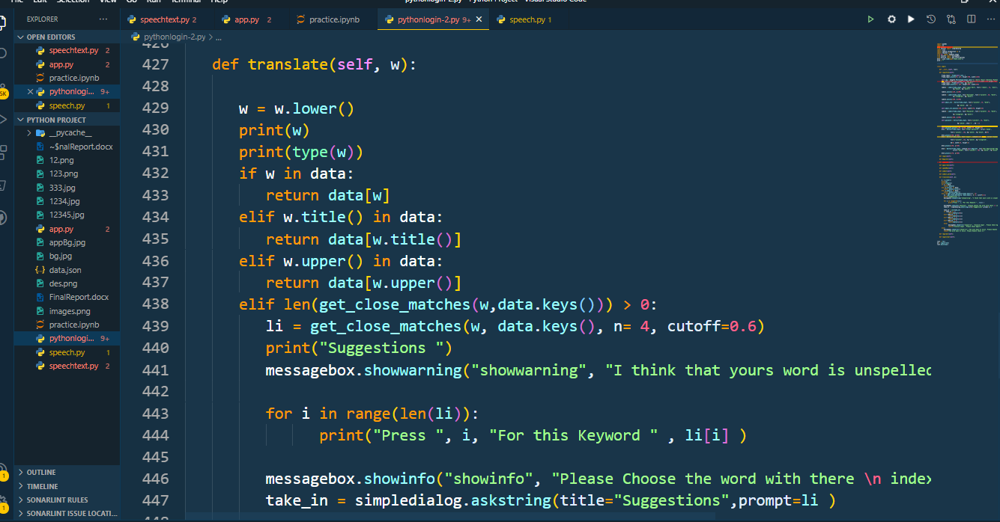 File Edit Selection View Go Run Terminal Help pythonlogin-2.py - Python Project - Visual Studio Code
EXPLORER ···
speechtext.py 2 app.py 2 practice.ipynb pythonlogin-2.py 9+ × speech.py 1
OPEN EDITORS
speechtext.py 2
app.py 2
practice.ipynb
× pythonlogi... 9+
speech.py 1
PYTHON PROJECT
__pycache__
~$nalReport.docx
12.png
123.png
333.jpg
1234.jpg
12345.jpg
app.py 2
appBg.jpg
bg.jpg
{..} data.json
des.png
FinalReport.docx
images.png
practice.ipynb
pythonlogi... 9+
speech.py 1
speechtext.py 2
OUTLINE
TIMELINE
SONARLINT RULES
SONARLINT ISSUE LOCATI...
pythonlogin-2.py > ...
426
427 def translate(self, w):
428
429 w = w.lower()
430 print(w)
431 print(type(w))
432 if w in data:
433 return data[w]
434 elif w.title() in data:
435 return data[w.title()]
436 elif w.upper() in data:
437 return data[w.upper()]
438 elif len(get_close_matches(w,data.keys())) > 0:
439 li = get_close_matches(w, data.keys(), n= 4, cutoff=0.6)
440 print("Suggestions ")
441 messagebox.showwarning("showwarning", "I think that yours word is unspelled
442
443 for i in range(len(li)):
444 print("Press ", i, "For this Keyword " , li[i] )
445
446 messagebox.showinfo("showinfo", "Please Choose the word with there \n index
447 take_in = simpledialog.askstring(title="Suggestions",prompt=li )
448